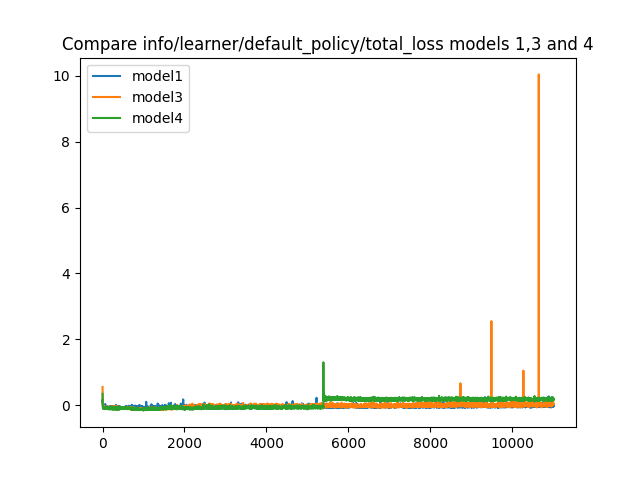 Compare info/learner/default_policy/total_loss models 1,3 and 4
model1
model3
model4
10
8
6
4
2
0
0 2000 4000 6000 8000 10000